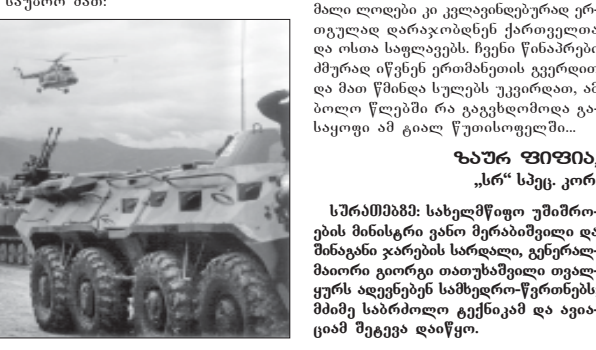 საუბრო მათ:
მალი ლოდები კი კვლავინდებურად ერ-
თგულად დარაჯობდნენ ქართველთა
და ოსთა საფლავებს. ჩვენი წინაპრები
ძმურად იწვნენ ერთმანეთის გვერდით
და მათ წმინდა სულებს უკვირდათ, ამ
ბოლო წლებში რა გაგვხდომოდა გა-
საყოფი ამ ტიალ წუთისოფელში...
ზაურ ფიფია,
„სრ“ სპეც. კორ
სურათებზე: სახელმწიფო უშიშრო-
ების მინისტრი ვანო მერაბიშვილი და
შინაგანი ჯარების სარდალი, გენერალ-
მაიორი გიორგი თათუხაშვილი თვალ-
ყურს ადევნებენ სამხედრო-წვრთნებს.
მძიმე საბრძოლო ტექნიკამ და ავია-
ციამ შეტევა დაიწყო.